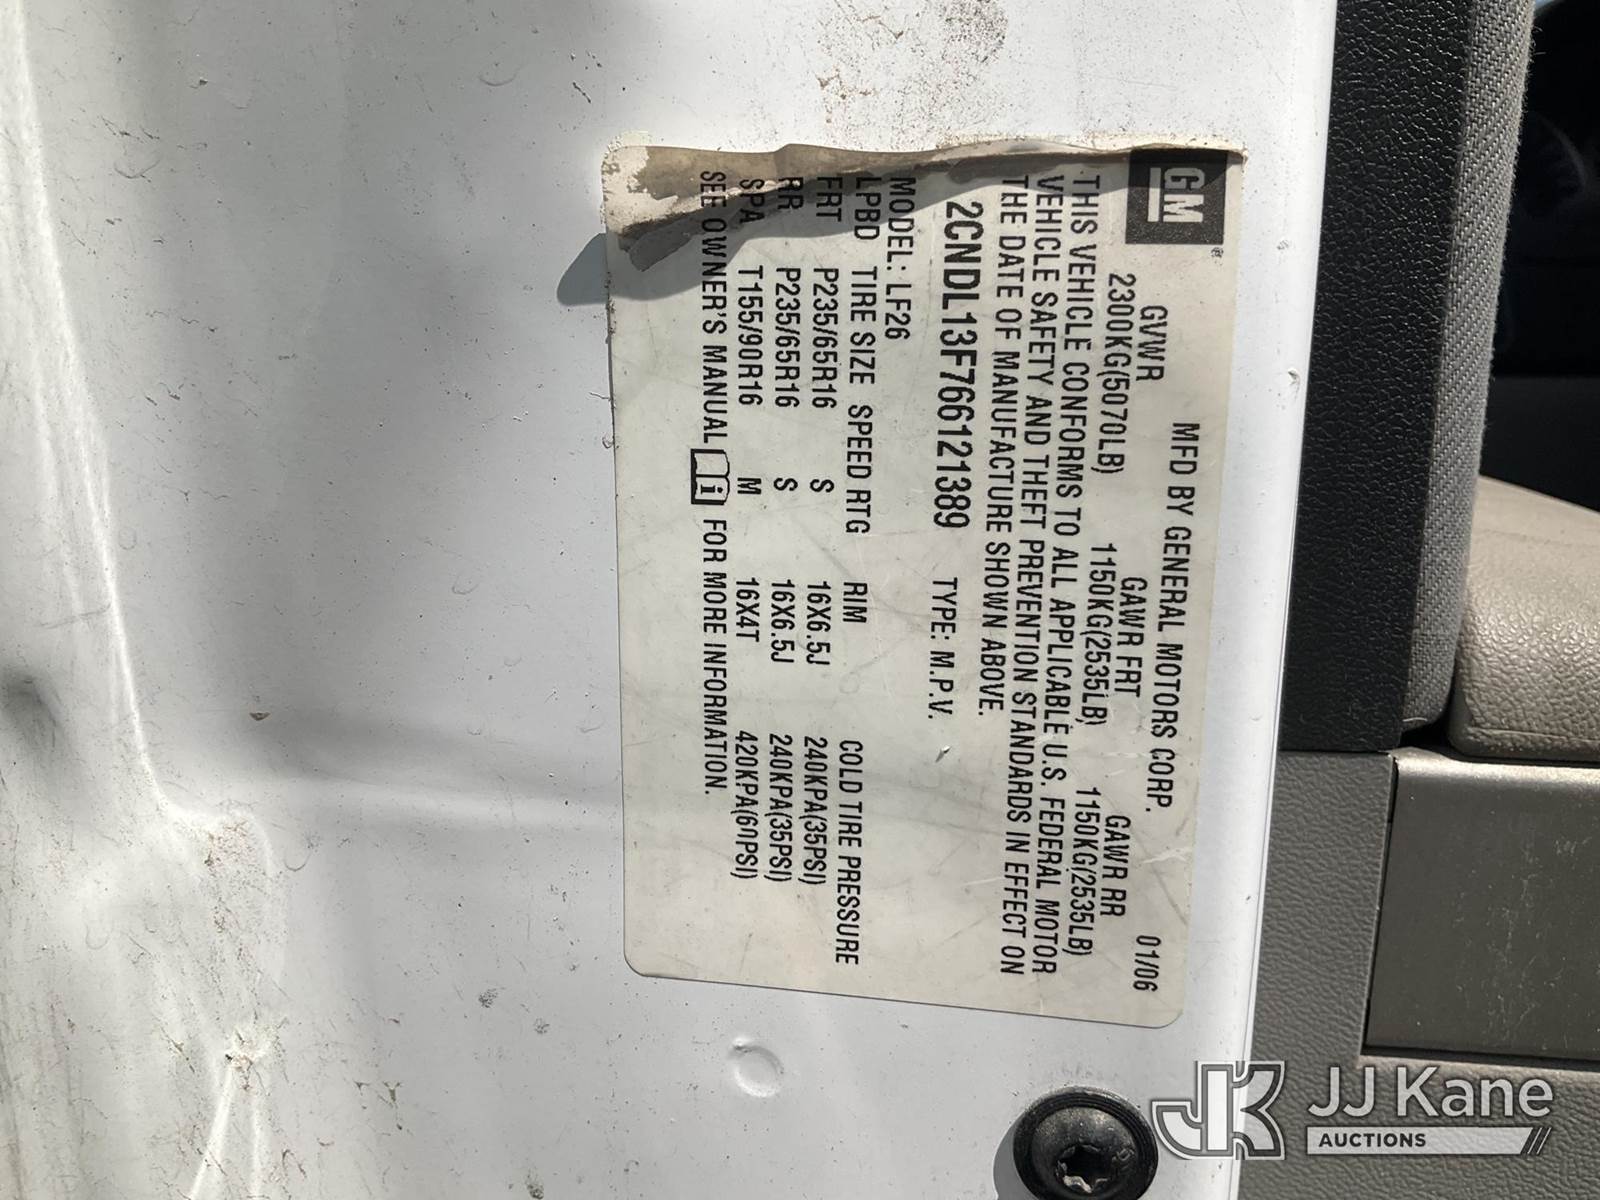 GM®
MFD BY GENERAL MOTORS CORP. 01/06
GVWR GAWR FRT GAWR RR
2300KG(5070LB) 1150KG(2535LB) 1150KG(2535LB)
THIS VEHICLE CONFORMS TO ALL APPLICABLE U.S. FEDERAL MOTOR
VEHICLE SAFETY AND THEFT PREVENTION STANDARDS IN EFFECT ON
THE DATE OF MANUFACTURE SHOWN ABOVE.
2CNDL13F766121389 TYPE: M.P.V.
MODEL: LF26
LPBD TIRE SIZE SPEED RTG RIM COLD TIRE PRESSURE
FRT P235/65R16 S 16X6.5J 240KPA(35PSI)
RR P235/65R16 S 16X6.5J 240KPA(35PSI)
SPA T155/90R16 M 16X4T 420KPA(60PSI)
SEE OWNER'S MANUAL i FOR MORE INFORMATION.
JK JJ Kane
AUCTIONS